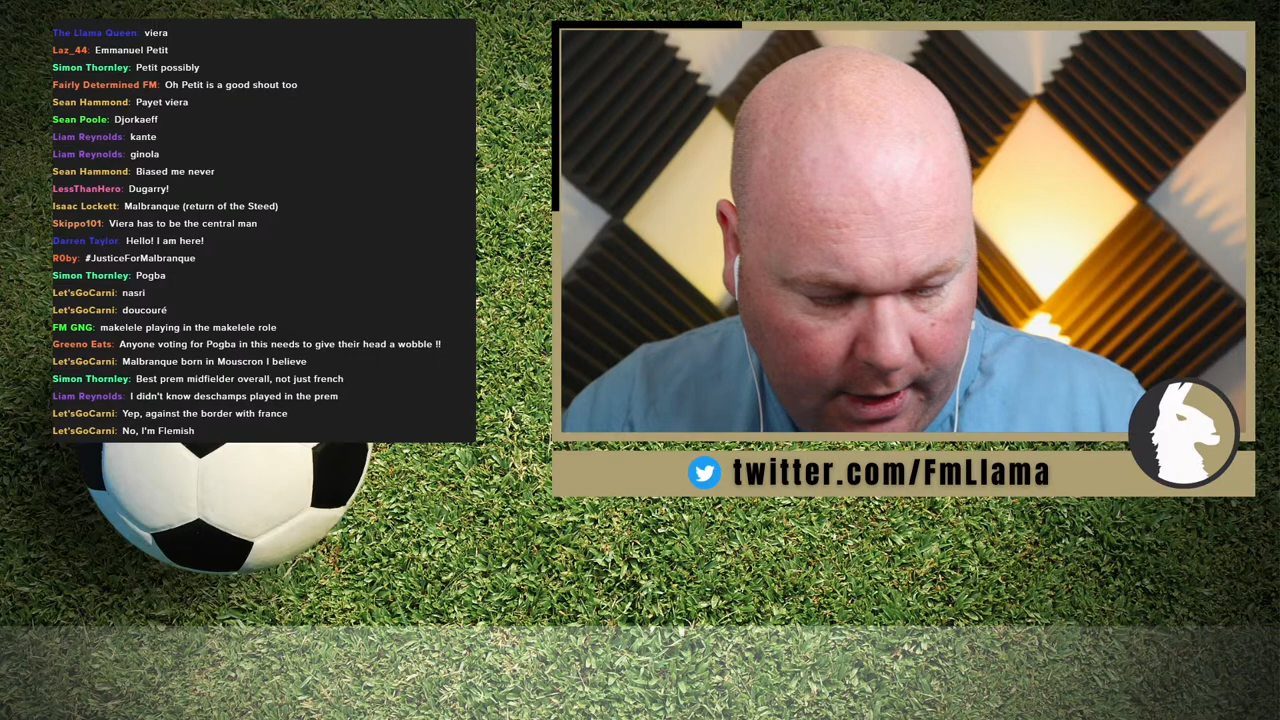 The Llama Queen: viera
Laz_44: Emmanuel Petit
Simon Thornley: Petit possibly
Fairly Determined FM: Oh Petit is a good shout too
Sean Hammond: Payet viera
Sean Poole: Djorkaeff
Liam Reynolds: kante
Liam Reynolds: ginola
Sean Hammond: Biased me never
LessThanHero: Dugarry!
Isaac Lockett: Malbranque (return of the Steed)
Skippo101: Viera has to be the central man
Darren Taylor: Hello! I am here!
R0by: #JusticeForMalbranque
Simon Thornley: Pogba
Let'sGoCarni: nasri
Let'sGoCarni: doucouré
FM GNG: makelele playing in the makelele role
Greeno Eats: Anyone voting for Pogba in this needs to give their head a wobble !!
Let'sGoCarni: Malbranque born in Mouscron I believe
Simon Thornley: Best prem midfielder overall, not just french
Liam Reynolds: I didn't know deschamps played in the prem
Let'sGoCarni: Yep, against the border with france
Let'sGoCarni: No, I'm Flemish
twitter.com/FmLlama